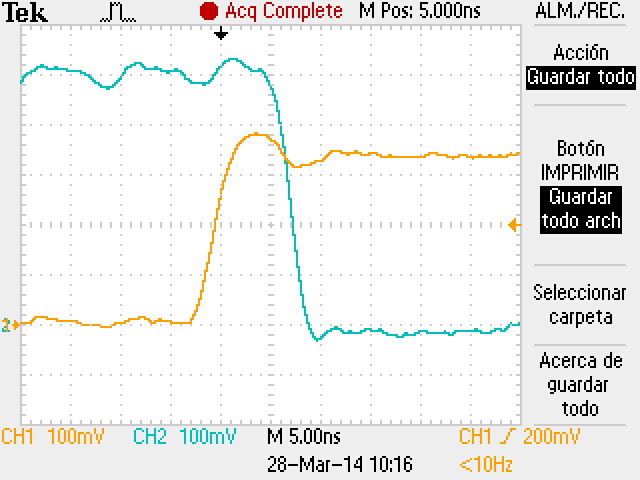 Tek
Acq Complete
M Pos: 5.000ns
ALM./REC.
Acción
Guardar todo
Botón
IMPRIMIR
Guardar
todo arch
Seleccionar
carpeta
Acerca de
guardar
todo
CH1 100mV
CH2 100mV
M 5.00ns
CH1 200mV
28-Mar-14 10:16
<10Hz